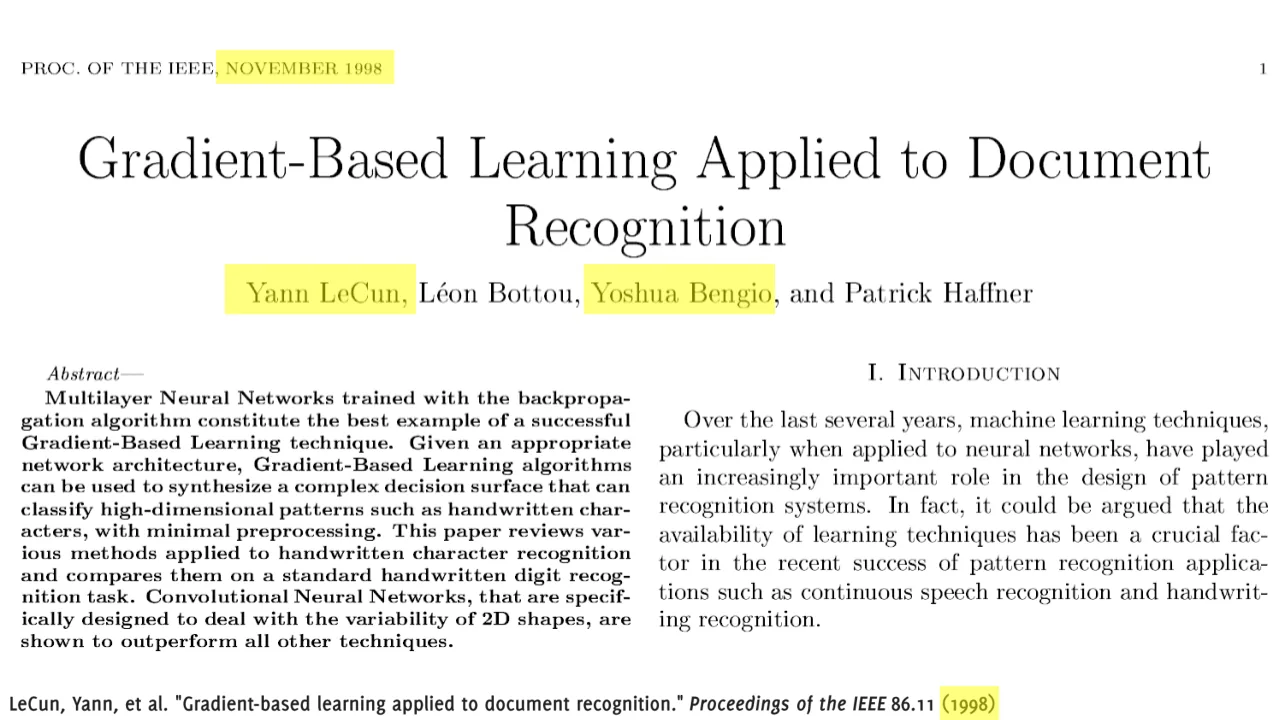 PROC. OF THE IEEE, NOVEMBER 1998
1
Gradient-Based Learning Applied to Document
Recognition
Yann LeCun, Léon Bottou, Yoshua Bengio, and Patrick Haffner
Abstract—
Multilayer Neural Networks trained with the backpropa-
gation algorithm constitute the best example of a successful
Gradient-Based Learning technique. Given an appropriate
network architecture, Gradient-Based Learning algorithms
can be used to synthesize a complex decision surface that can
classify high-dimensional patterns such as handwritten char-
acters, with minimal preprocessing. This paper reviews var-
ious methods applied to handwritten character recognition
and compares them on a standard handwritten digit recog-
nition task. Convolutional Neural Networks, that are specif-
ically designed to deal with the variability of 2D shapes, are
shown to outperform all other techniques.
I. Introduction
Over the last several years, machine learning techniques,
particularly when applied to neural networks, have played
an increasingly important role in the design of pattern
recognition systems. In fact, it could be argued that the
availability of learning techniques has been a crucial fac-
tor in the recent success of pattern recognition applica-
tions such as continuous speech recognition and handwrit-
ing recognition.
LeCun, Yann, et al. "Gradient-based learning applied to document recognition." Proceedings of the IEEE 86.11 (1998)